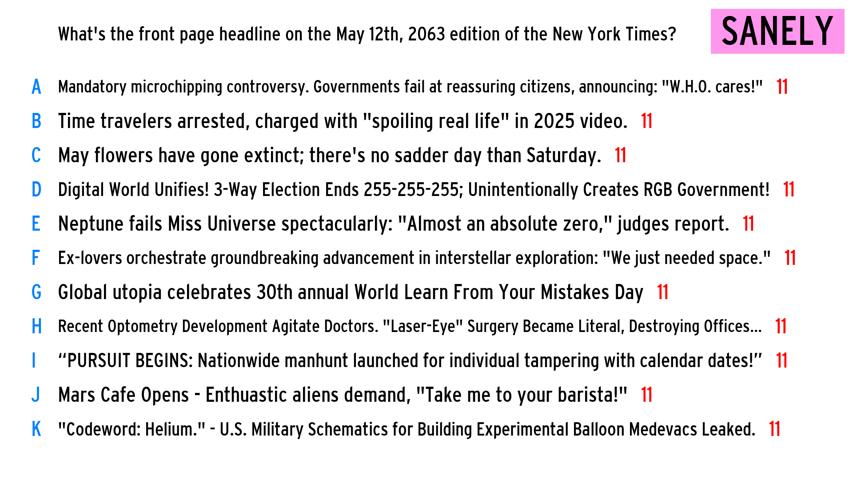 What's the front page headline on the May 12th, 2063 edition of the New York Times?
SANELY
A Mandatory microchipping controversy. Governments fail at reassuring citizens, announcing: "W.H.O. cares!" 11
B Time travelers arrested, charged with "spoiling real life" in 2025 video. 11
C May flowers have gone extinct; there's no sadder day than Saturday. 11
D Digital World Unifies! 3-Way Election Ends 255-255-255; Unintentionally Creates RGB Government! 11
E Neptune fails Miss Universe spectacularly: "Almost an absolute zero," judges report. 11
F Ex-lovers orchestrate groundbreaking advancement in interstellar exploration: "We just needed space." 11
G Global utopia celebrates 30th annual World Learn From Your Mistakes Day 11
H Recent Optometry Development Agitate Doctors. "Laser-Eye" Surgery Became Literal, Destroying Offices... 11
I “PURSUIT BEGINS: Nationwide manhunt launched for individual tampering with calendar dates!” 11
J Mars Cafe Opens - Enthuastic aliens demand, "Take me to your barista!" 11
K "Codeword: Helium." - U.S. Military Schematics for Building Experimental Balloon Medevacs Leaked. 11